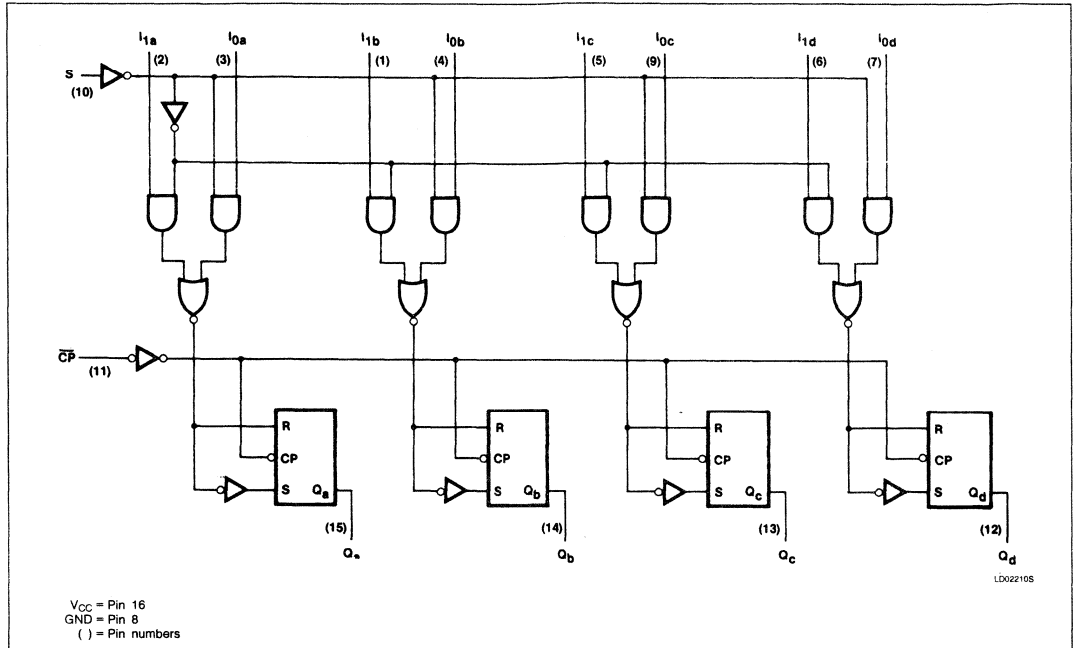 I1a I0a I1b I0b I1c I0c I1d I0d
(2) (3) (1) (4) (5) (9) (6) (7)
S
(10)
CP
(11)
R R R R
CP CP CP CP
S Qa S Qb S Qc S Qd
(15) (14) (13) (12)
Qa Qb Qc Qd
LD02210S
VCC = Pin 16
GND = Pin 8
( ) = Pin numbers